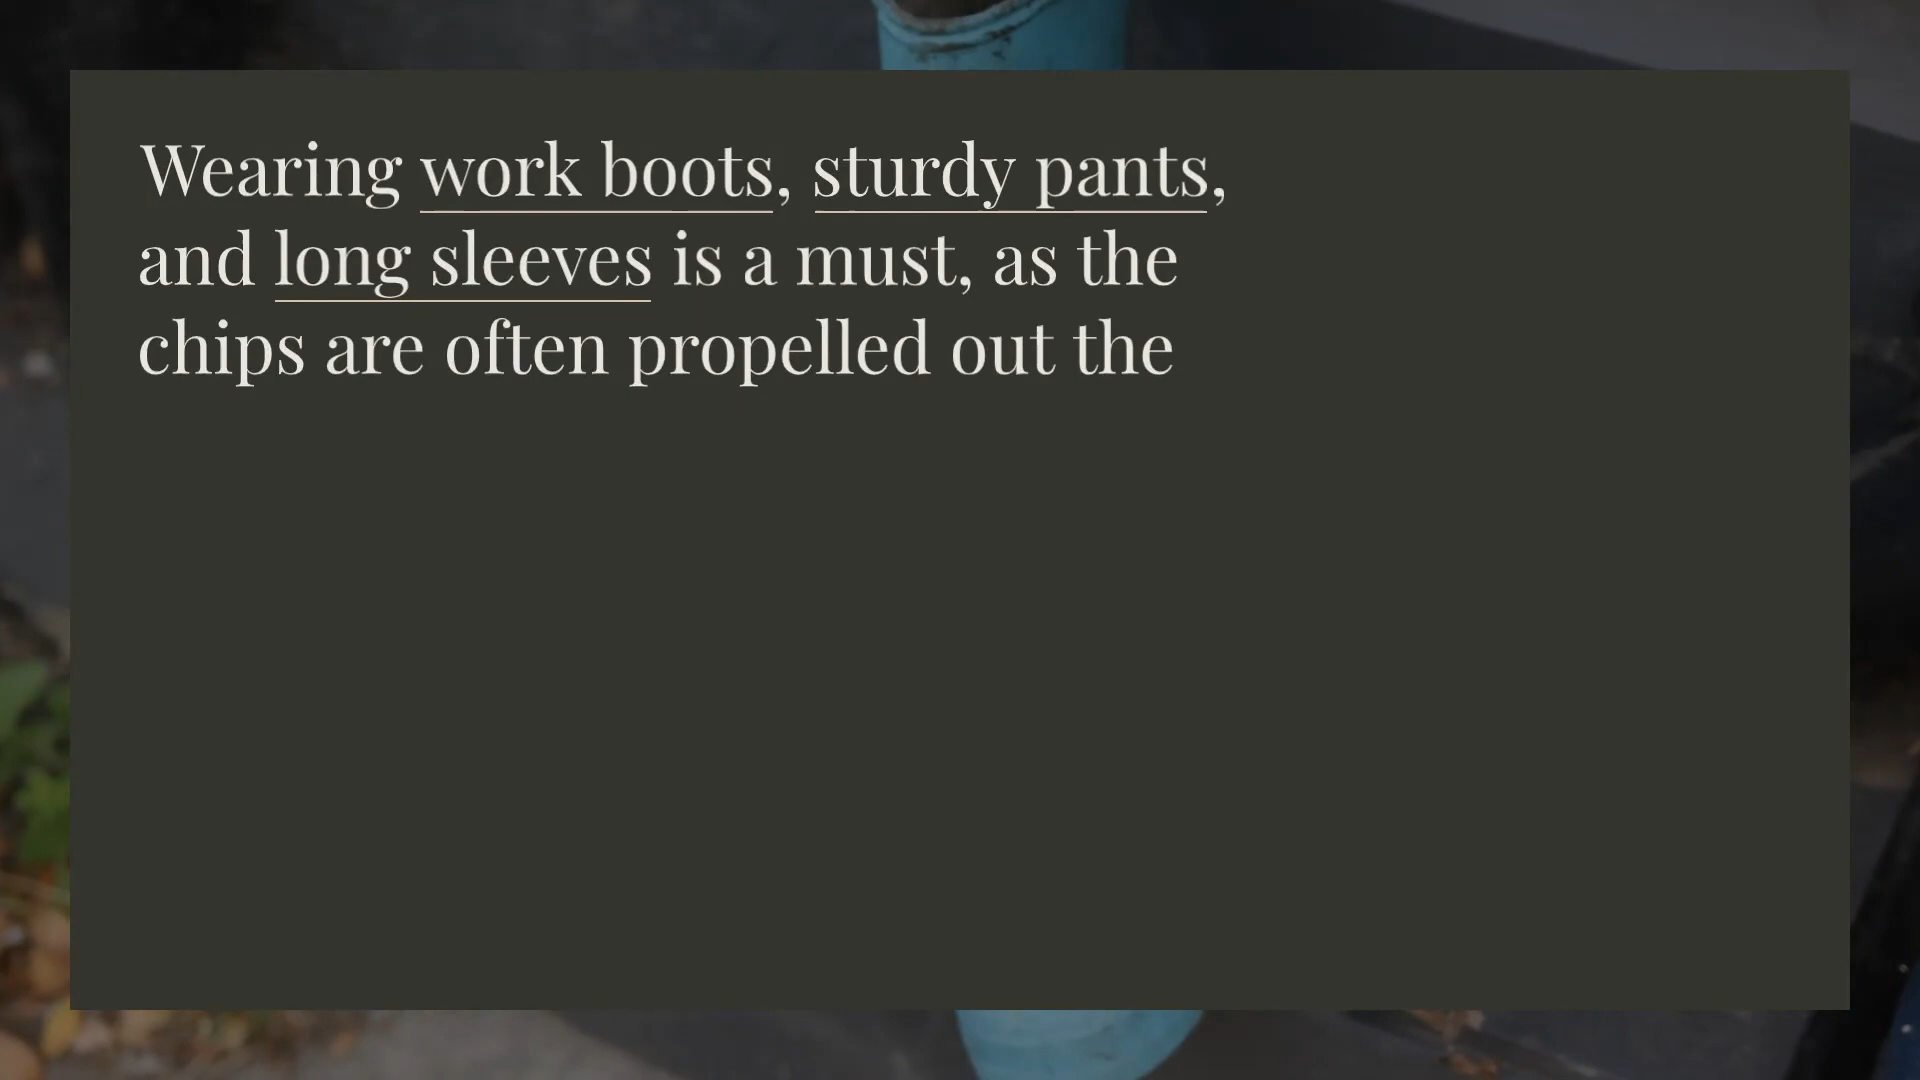 Wearing work boots, sturdy pants,
and long sleeves is a must, as the
chips are often propelled out the